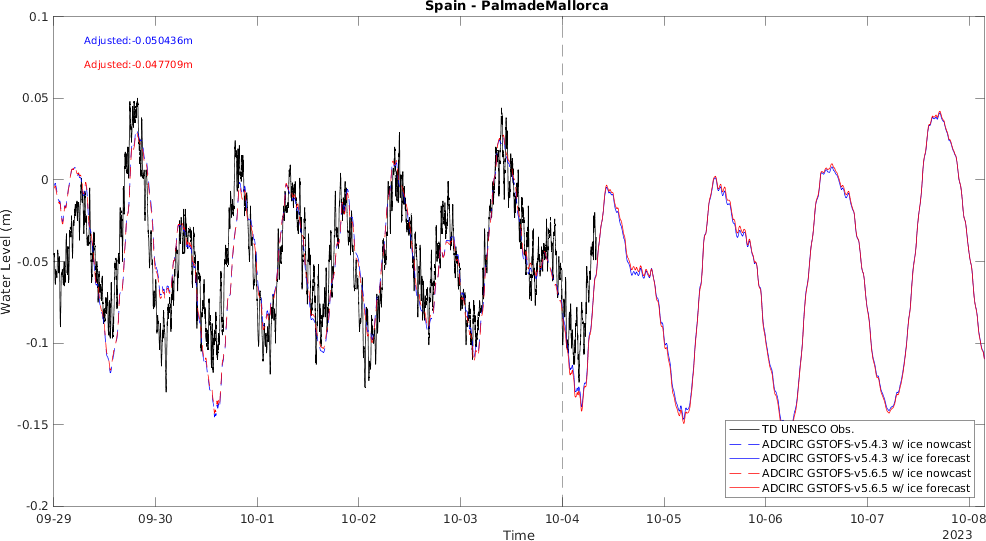 Spain - PalmadeMallorca
Adjusted:-0.050436m
Adjusted:-0.047709m
Water Level (m)
0.1
0.05
0
-0.05
-0.1
-0.15
-0.2
TD UNESCO Obs.
ADCIRC GSTOFS-v5.4.3 w/ ice nowcast
ADCIRC GSTOFS-v5.4.3 w/ ice forecast
ADCIRC GSTOFS-v5.6.5 w/ ice nowcast
ADCIRC GSTOFS-v5.6.5 w/ ice forecast
09-29 09-30 10-01 10-02 10-03 10-04 10-05 10-06 10-07 10-08
Time
2023